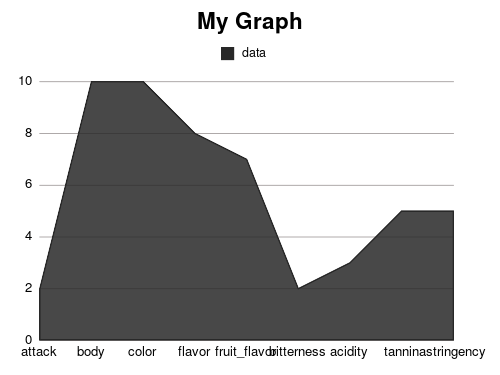 My Graph
data
10
8
6
4
2
0
attack body color flavor fruit_flavor bitterness acidity tannin astringency